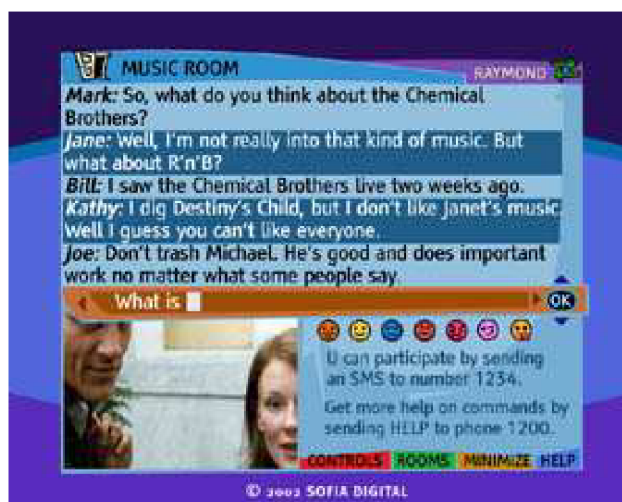 MUSIC ROOM
RAYMOND
Mark: So, what do you think about the Chemical
Brothers?
Jane: Well, I'm not really into that kind of music. But
what about R'n'B?
Bill: I saw the Chemical Brothers live two weeks ago.
Kathy: I dig Destiny's Child, but I don't like Janet's music.
Well I guess you can't like everyone.
Joe: Don't trash Michael. He's good and does important
work no matter what some people say.
What is
OK
U can participate by sending
an SMS to number 1234.
Get more help on commands by
sending HELP to phone 1200.
CONTROLS ROOMS MINIMIZE HELP
© 2002 SOFIA DIGITAL